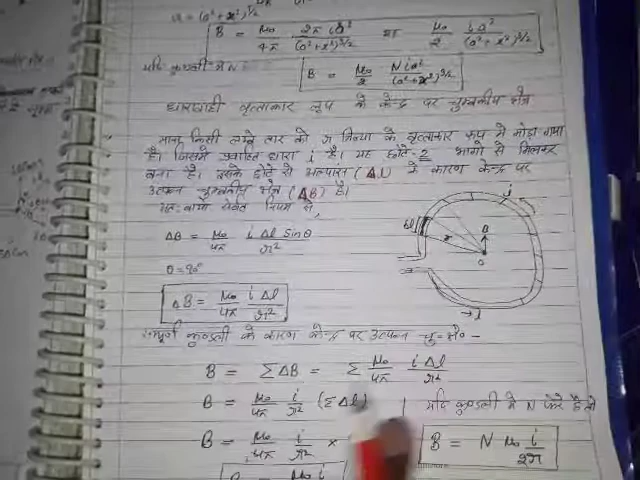 B = μ₀/4π 2π i a²/(a²+x²)^3/2 या μ₀/2 i a²/(a²+x²)^3/2
यदि कुण्डली में N
B = μ₀/2 N i a²/(a²+x²)^3/2
धारावाही वृत्ताकार लूप के केन्द्र पर चुम्बकीय क्षेत्र
माना किसी लम्बे तार को r त्रिज्या के वृत्ताकार रूप में मोड़ा गया
है। जिसमें प्रवाहित धारा i है। यह छोटे-2 भागो से मिलकर
बना है। इसके छोटे से अल्पांश (Δl) के कारण केन्द्र पर
उत्पन्न चुम्बकीय क्षेत्र (ΔB) है।
सेवर्ट नियम से,
ΔB = μ₀/4π i Δl Sinθ/r²
θ = 90°
ΔB = μ₀/4π i Δl/r²
i
Δl
r
B
O
→i
कुण्डली के कारण केन्द्र पर उत्पन्न चु० क्षे० -
B = ΣΔB = Σ μ₀/4π i Δl/r²
B = μ₀/4π i/r² (ΣΔl)
यदि कुण्डली में N फेरे है तो
B = μ₀/4π i/r² ×
B = N μ₀ i/2r
μ₀ i